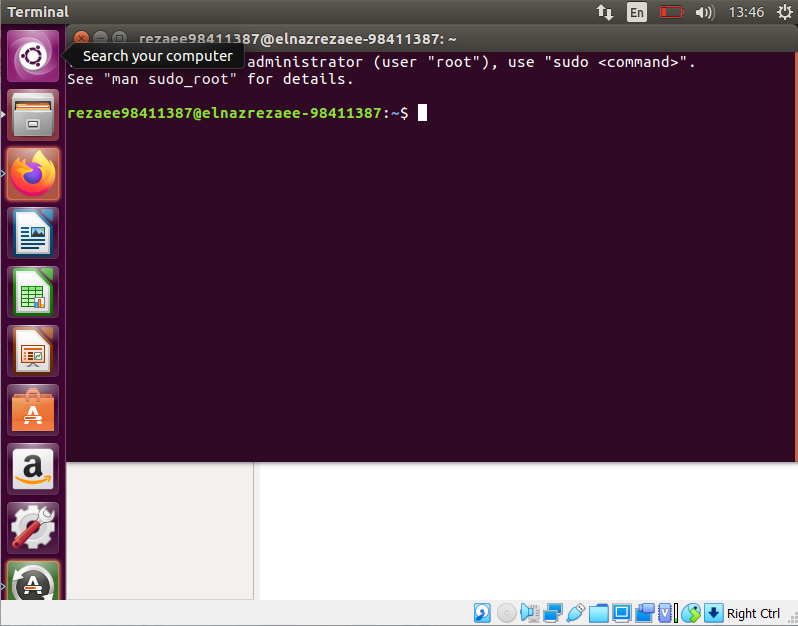 Terminal
En
13:46
rezaee98411387@elnazrezaee-98411387: ~
Search your computer
administrator (user "root"), use "sudo <command>".
See "man sudo_root" for details.
rezaee98411387@elnazrezaee-98411387:~$
Right Ctrl